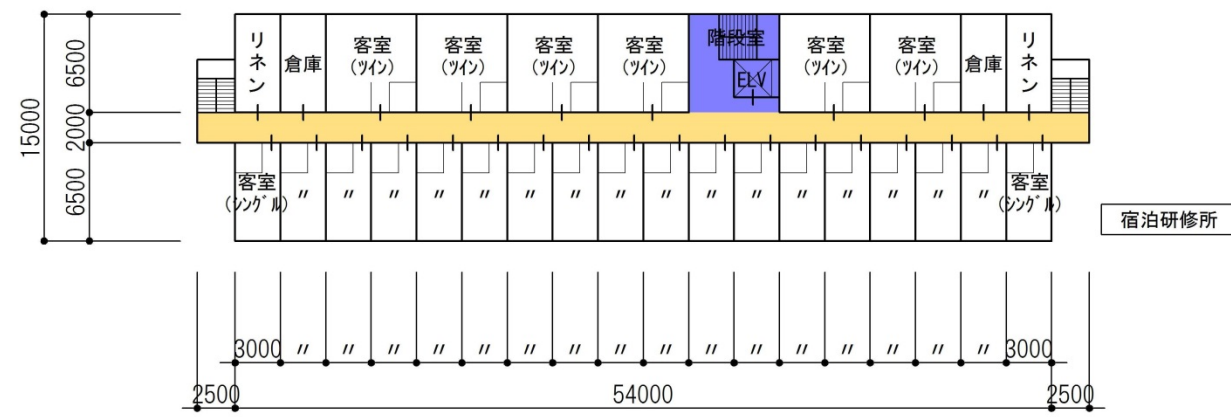 リネン
倉庫
客室
(ﾂｲﾝ)
客室
(ﾂｲﾝ)
客室
(ﾂｲﾝ)
客室
(ﾂｲﾝ)
階段室
ELV
客室
(ﾂｲﾝ)
客室
(ﾂｲﾝ)
倉庫
リネン
15000
6500
2000
6500
客室
(ｼﾝｸﾞﾙ)
〃 〃 〃 〃 〃 〃 〃 〃 〃 〃 〃 〃 〃 〃 〃 〃
客室
(ｼﾝｸﾞﾙ)
宿泊研修所
3000 〃 〃 〃 〃 〃 〃 〃 〃 〃 〃 〃 〃 〃 〃 〃 〃 3000
2500 54000 2500